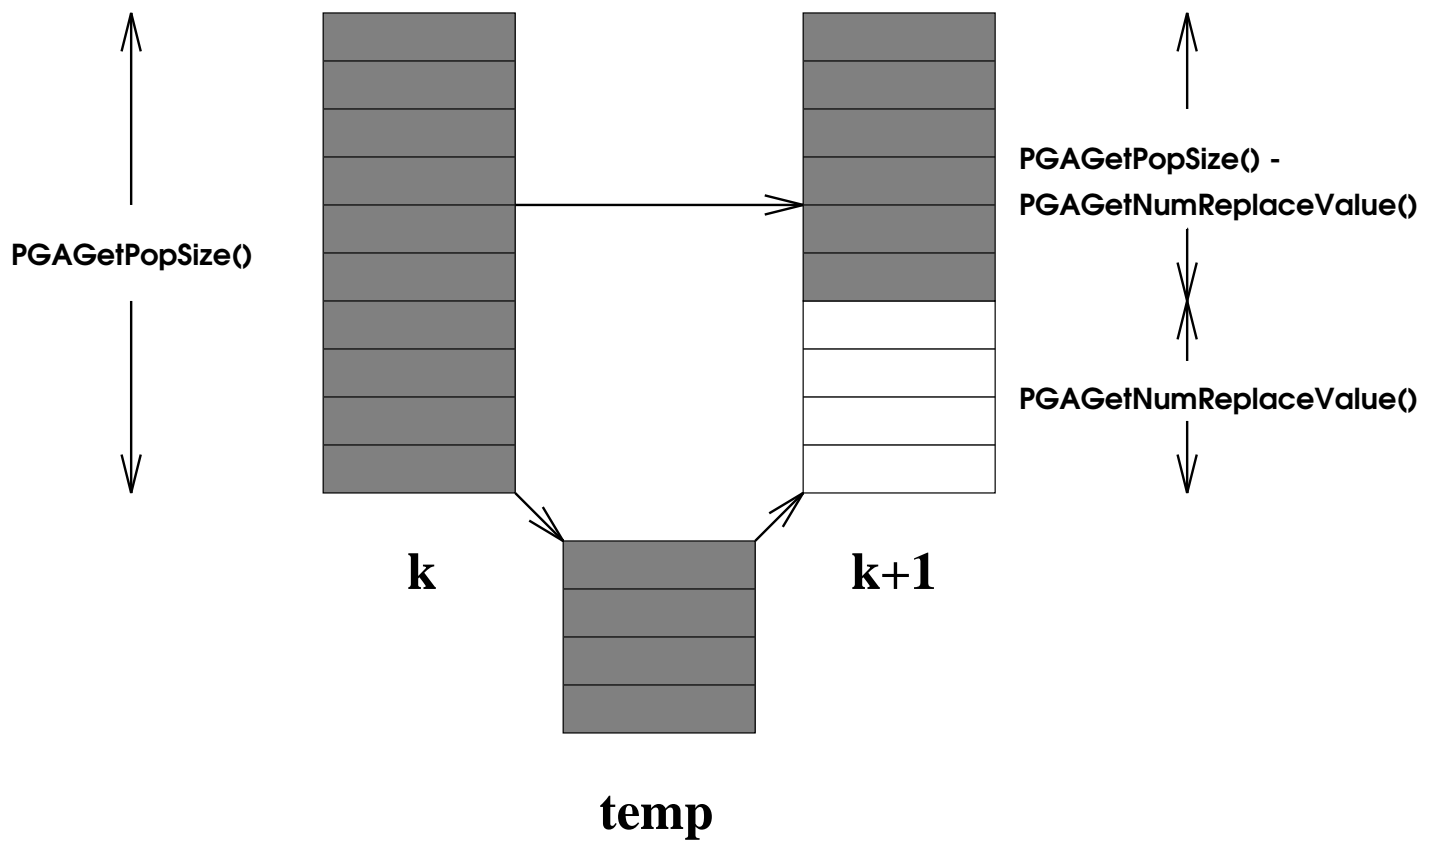 PGAGetPopSize()
PGAGetPopSize() -
PGAGetNumReplaceValue()
PGAGetNumReplaceValue()
k
k+1
temp